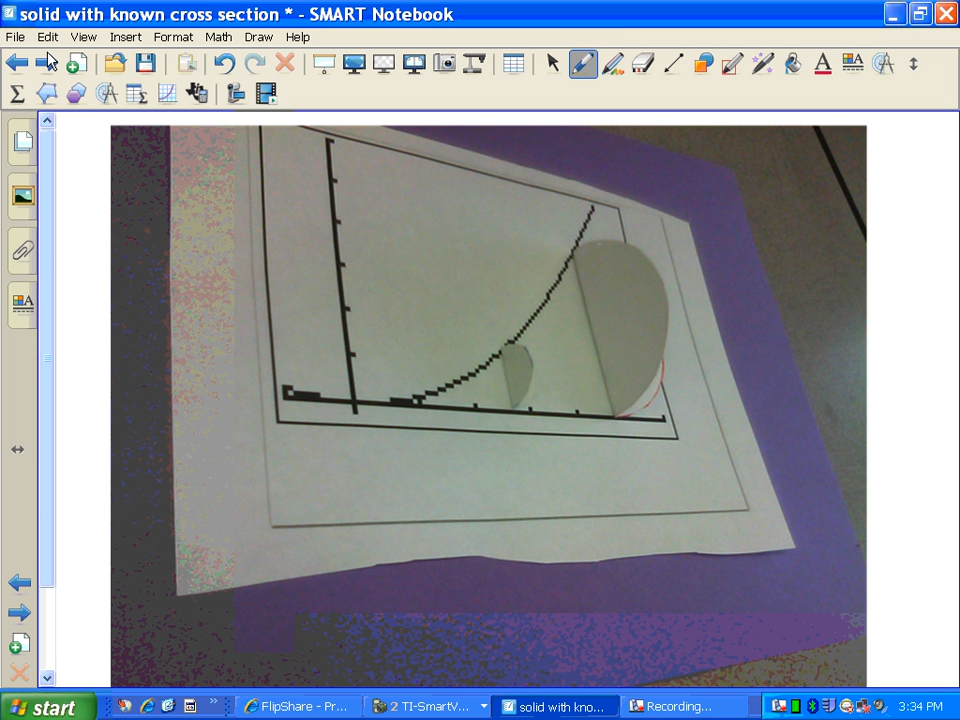 solid with known cross section * - SMART Notebook
File Edit View Insert Format Math Draw Help
start
FlipShare - Pr...
2 TI-SmartV...
solid with kno...
Recording...
3:34 PM